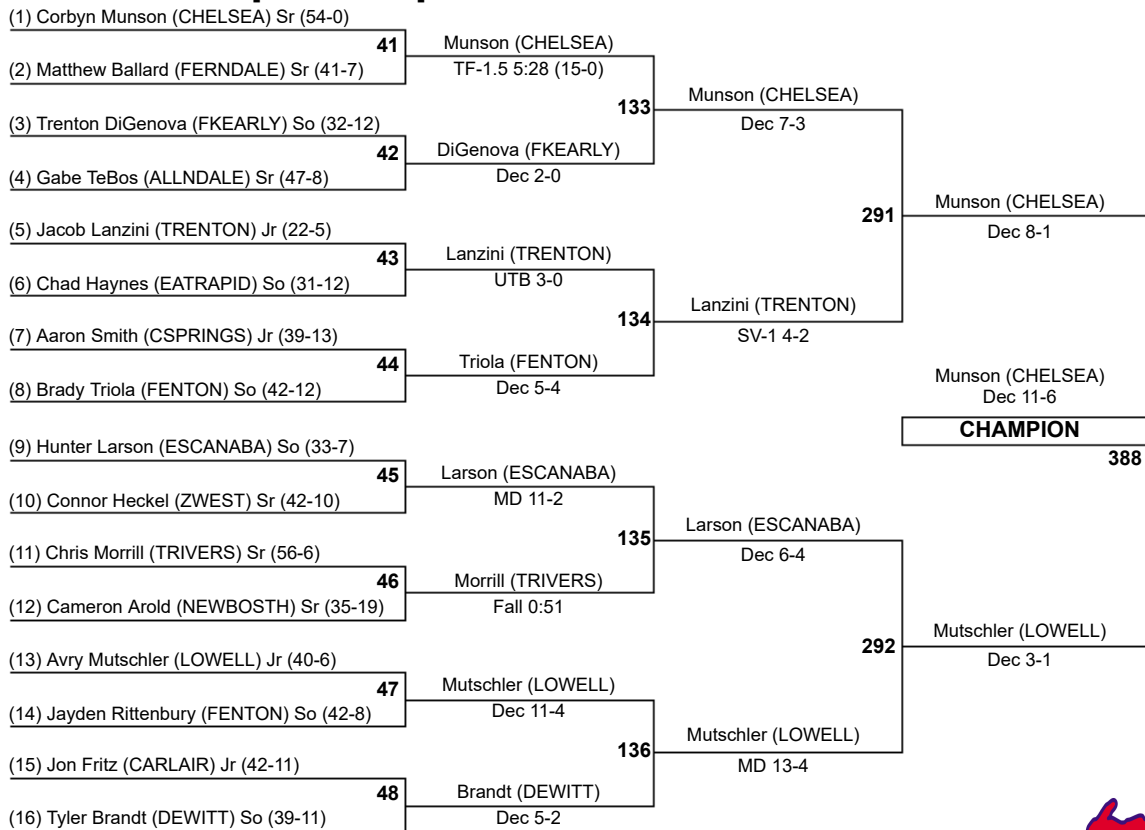 (1) Corbyn Munson (CHELSEA) Sr (54-0)
41
(2) Matthew Ballard (FERNDALE) Sr (41-7)
Munson (CHELSEA)
TF-1.5 5:28 (15-0)
133
(3) Trenton DiGenova (FKEARLY) So (32-12)
42
(4) Gabe TeBos (ALLNDALE) Sr (47-8)
DiGenova (FKEARLY)
Dec 2-0
Munson (CHELSEA)
Dec 7-3
291
(5) Jacob Lanzini (TRENTON) Jr (22-5)
43
(6) Chad Haynes (EATRAPID) So (31-12)
Lanzini (TRENTON)
UTB 3-0
134
(7) Aaron Smith (CSPRINGS) Jr (39-13)
44
(8) Brady Triola (FENTON) So (42-12)
Triola (FENTON)
Dec 5-4
Lanzini (TRENTON)
SV-1 4-2
Munson (CHELSEA)
Dec 8-1
Munson (CHELSEA)
Dec 11-6
CHAMPION
388
(9) Hunter Larson (ESCANABA) So (33-7)
45
(10) Connor Heckel (ZWEST) Sr (42-10)
Larson (ESCANABA)
MD 11-2
135
(11) Chris Morrill (TRIVERS) Sr (56-6)
46
(12) Cameron Arold (NEWBOSTH) Sr (35-19)
Morrill (TRIVERS)
Fall 0:51
Larson (ESCANABA)
Dec 6-4
292
(13) Avry Mutschler (LOWELL) Jr (40-6)
47
(14) Jayden Rittenbury (FENTON) So (42-8)
Mutschler (LOWELL)
Dec 11-4
136
(15) Jon Fritz (CARLAIR) Jr (42-11)
48
(16) Tyler Brandt (DEWITT) So (39-11)
Brandt (DEWITT)
Dec 5-2
Mutschler (LOWELL)
MD 13-4
Mutschler (LOWELL)
Dec 3-1